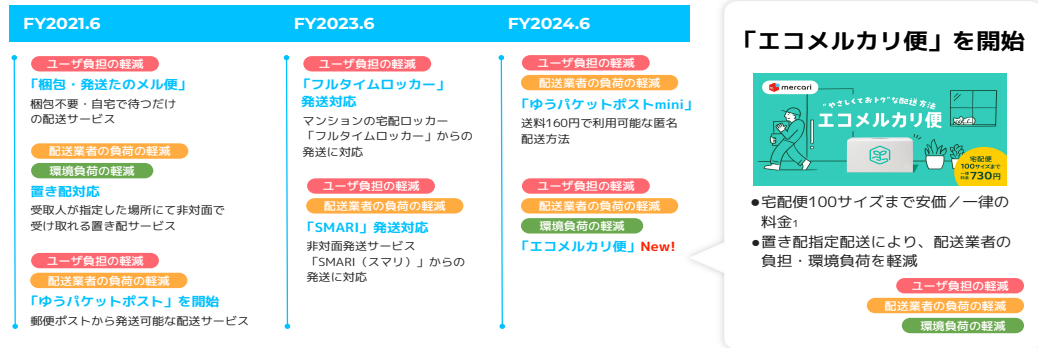 FY2021.6
ユーザ負担の軽減
「梱包・発送たのメル便」
梱包不要・自宅で待つだけ
の配送サービス
配送業者の負荷の軽減
環境負荷の軽減
置き配対応
受取人が指定した場所にて非対面で
受け取れる置き配サービス
ユーザ負担の軽減
配送業者の負荷の軽減
「ゆうパケットポスト」を開始
郵便ポストから発送可能な配送サービス
FY2023.6
ユーザ負担の軽減
「フルタイムロッカー」
発送対応
マンションの宅配ロッカー
「フルタイムロッカー」からの
発送に対応
ユーザ負担の軽減
配送業者の負荷の軽減
「SMARI」発送対応
非対面発送サービス
「SMARI（スマリ）」からの
発送に対応
FY2024.6
ユーザ負担の軽減
配送業者の負荷の軽減
「ゆうパケットポストmini」
送料160円で利用可能な匿名
配送方法
ユーザ負担の軽減
配送業者の負荷の軽減
環境負荷の軽減
「エコメルカリ便」New!
「エコメルカリ便」を開始
mercari
"やさしくておトク"な配送方法
エコメルカリ便
宅配便
100サイズまで
730円
●宅配便100サイズまで安価／一律の
料金1
●置き配指定配送により、配送業者の
負担・環境負荷を軽減
ユーザ負担の軽減
配送業者の負荷の軽減
環境負荷の軽減